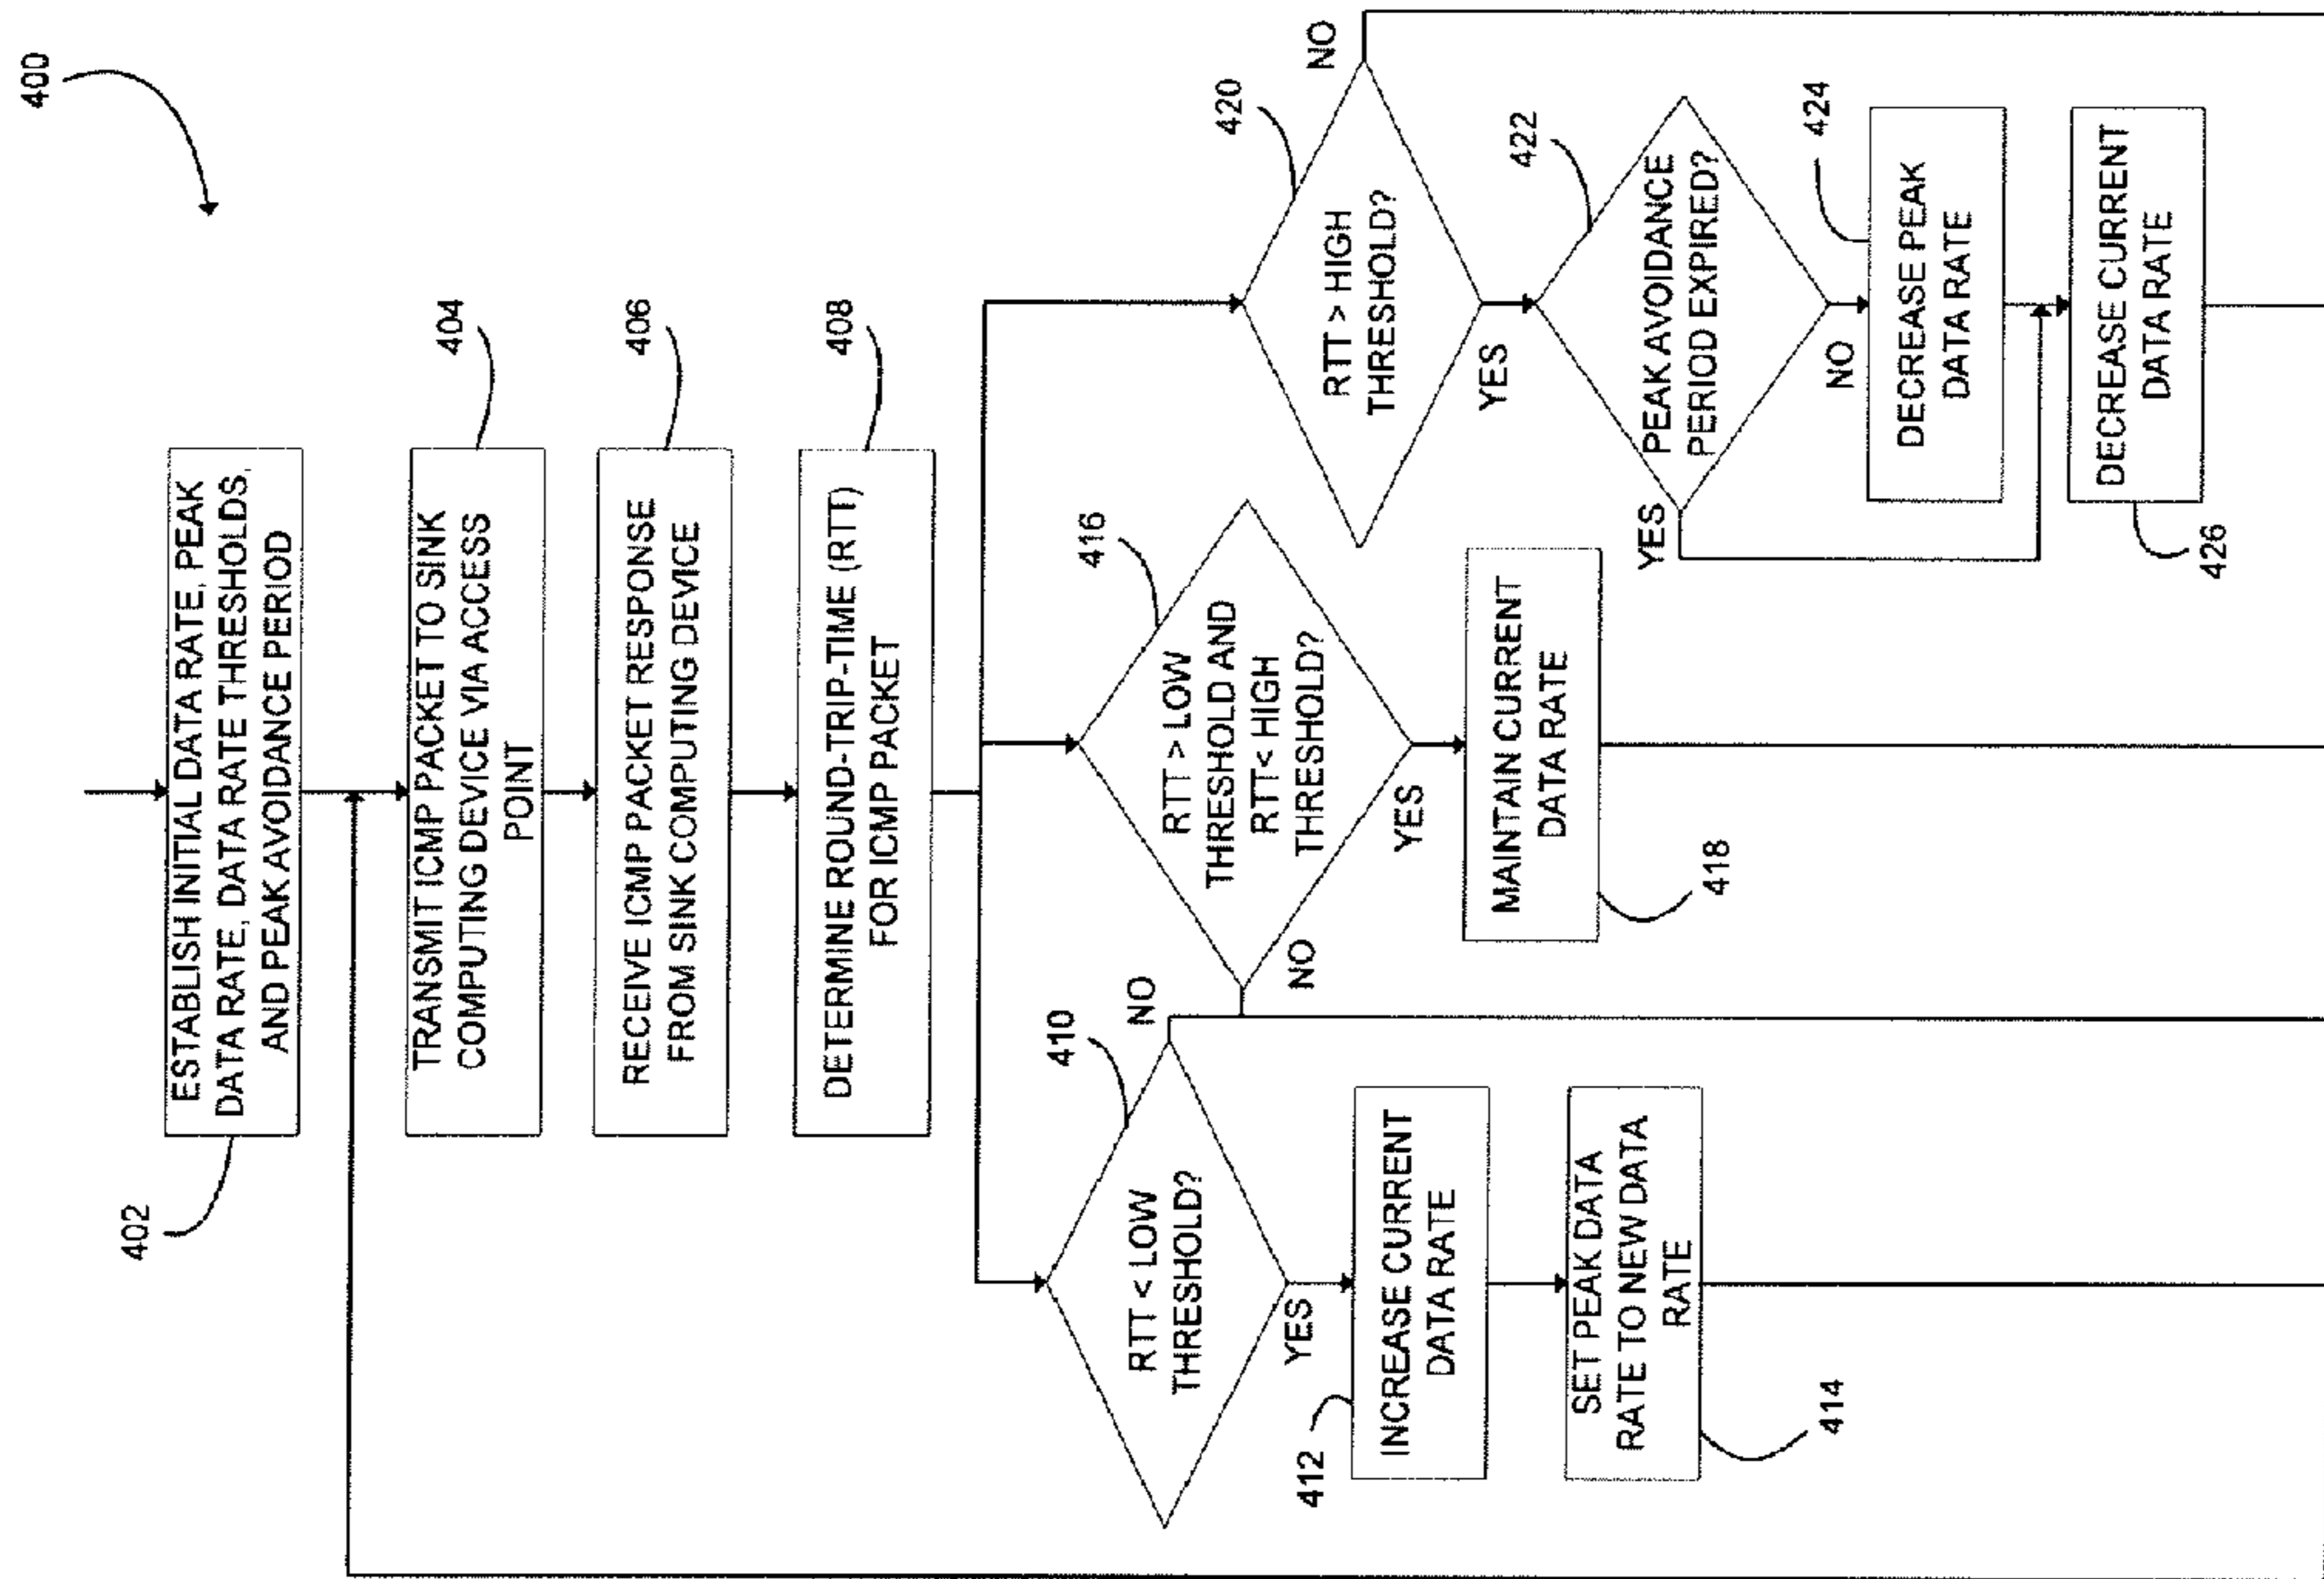 400
402
ESTABLISH INITIAL DATA RATE, PEAK
DATA RATE, DATA RATE THRESHOLDS,
AND PEAK AVOIDANCE PERIOD
404
TRANSMIT ICMP PACKET TO SINK
COMPUTING DEVICE VIA ACCESS
POINT
406
RECEIVE ICMP PACKET RESPONSE
FROM SINK COMPUTING DEVICE
408
DETERMINE ROUND-TRIP-TIME (RTT)
FOR ICMP PACKET
410
RTT < LOW
THRESHOLD?
NO
YES
412
INCREASE CURRENT
DATA RATE
414
SET PEAK DATA
RATE TO NEW DATA
RATE
416
RTT > LOW
THRESHOLD AND
RTT< HIGH
THRESHOLD?
NO
YES
MAINTAIN CURRENT
DATA RATE
418
420
RTT > HIGH
THRESHOLD?
NO
YES
422
PEAK AVOIDANCE
PERIOD EXPIRED?
YES
NO
424
DECREASE PEAK
DATA RATE
DECREASE CURRENT
DATA RATE
426